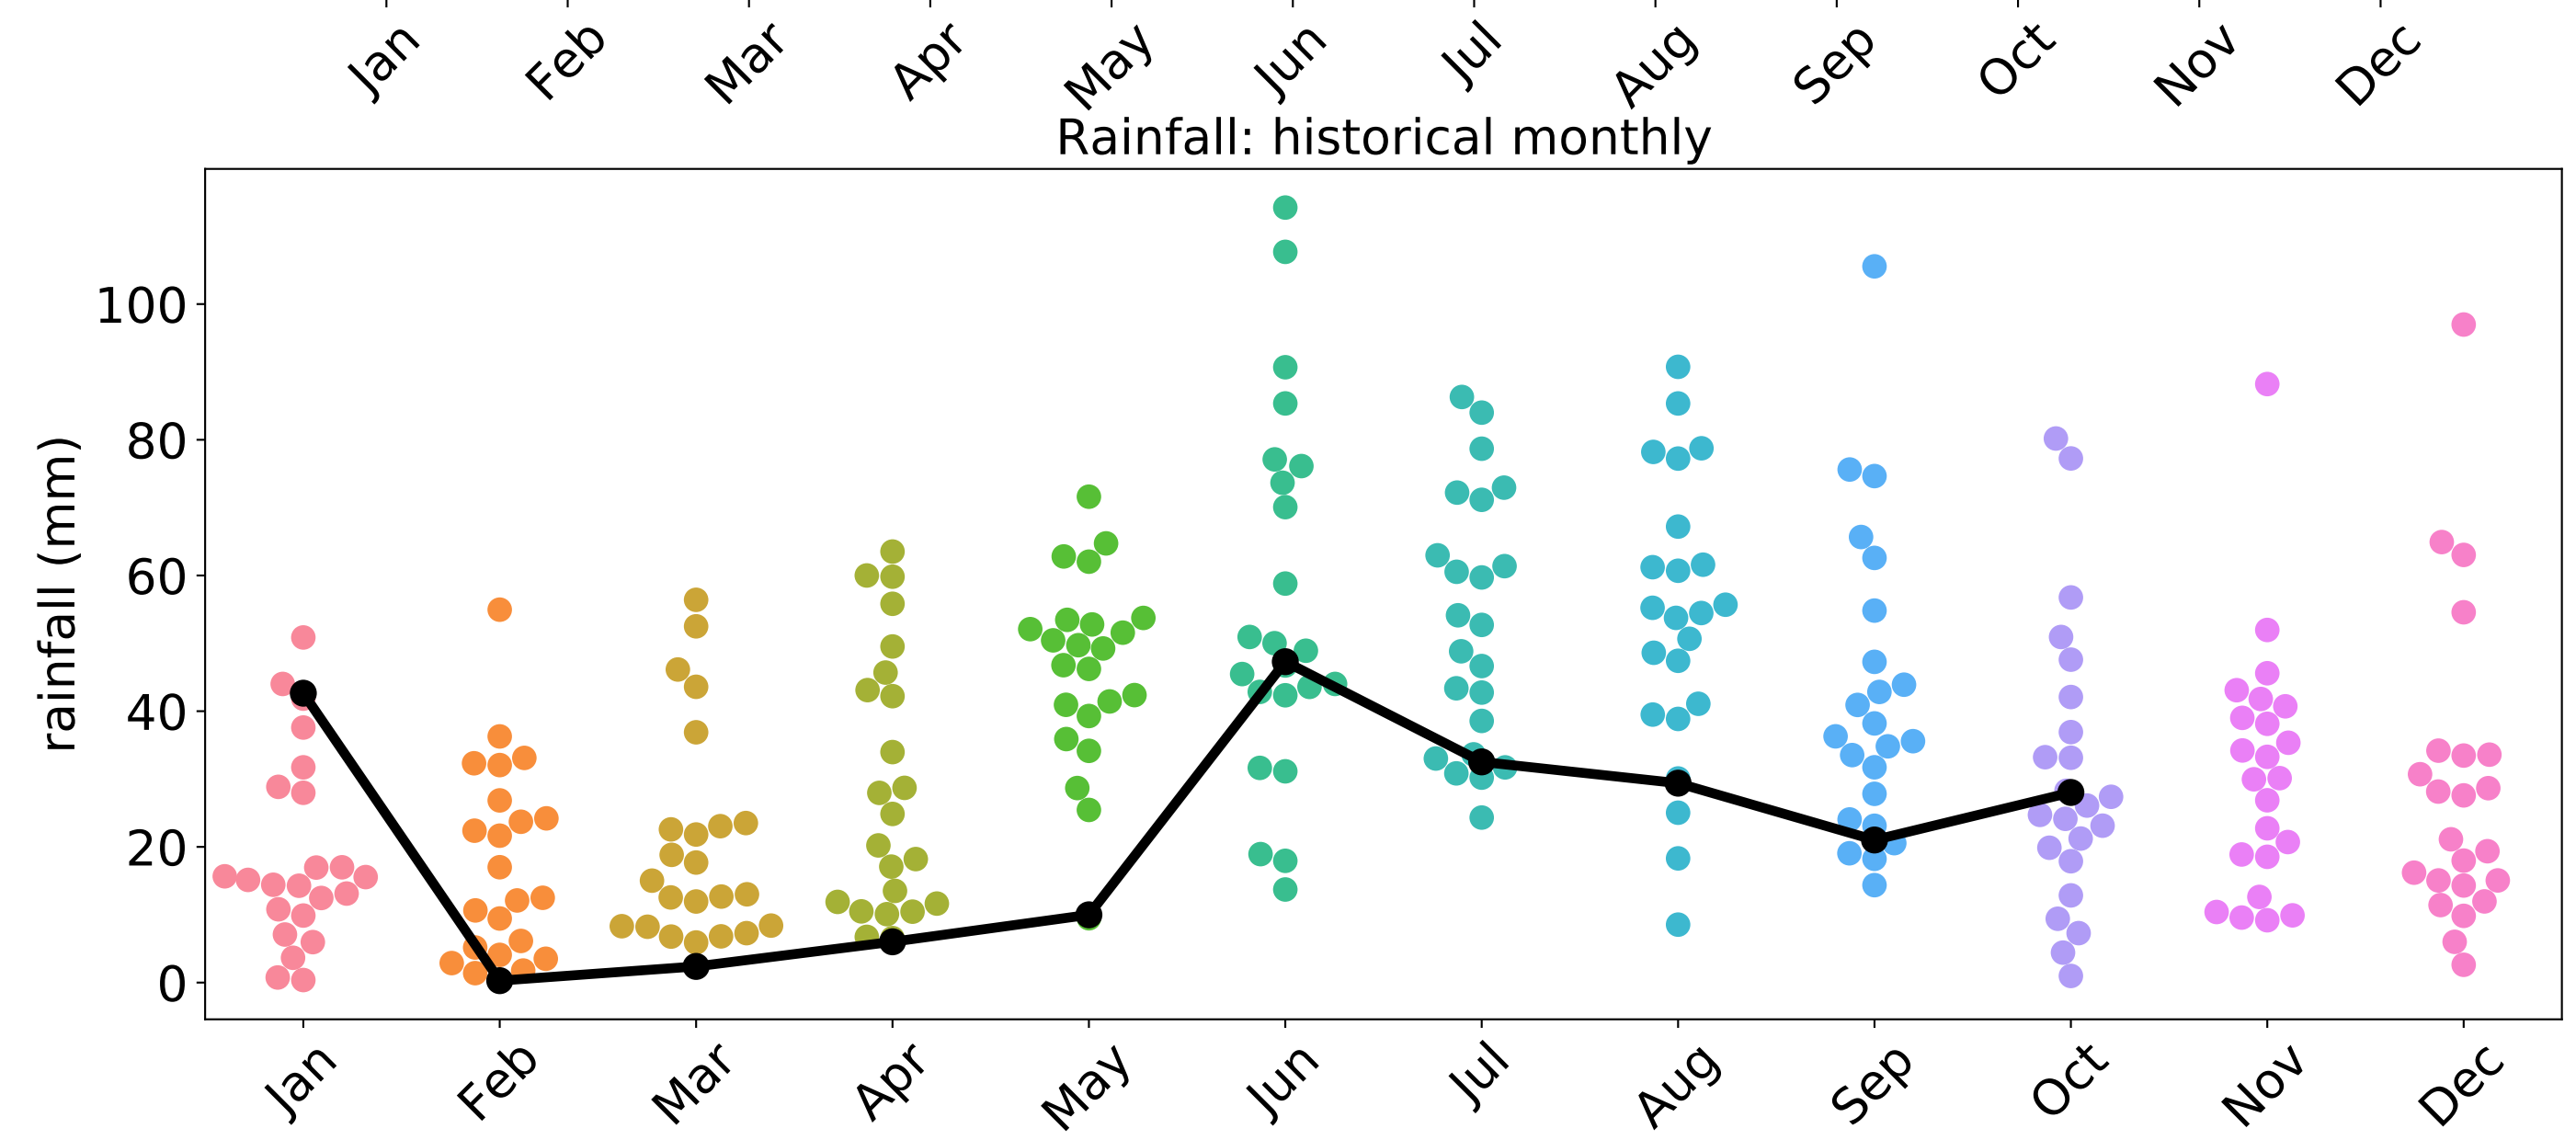 Jan Feb Mar Apr May Jun Jul Aug Sep Oct Nov Dec
Rainfall: historical monthly
rainfall (mm)
100
80
60
40
20
0
Jan Feb Mar Apr May Jun Jul Aug Sep Oct Nov Dec